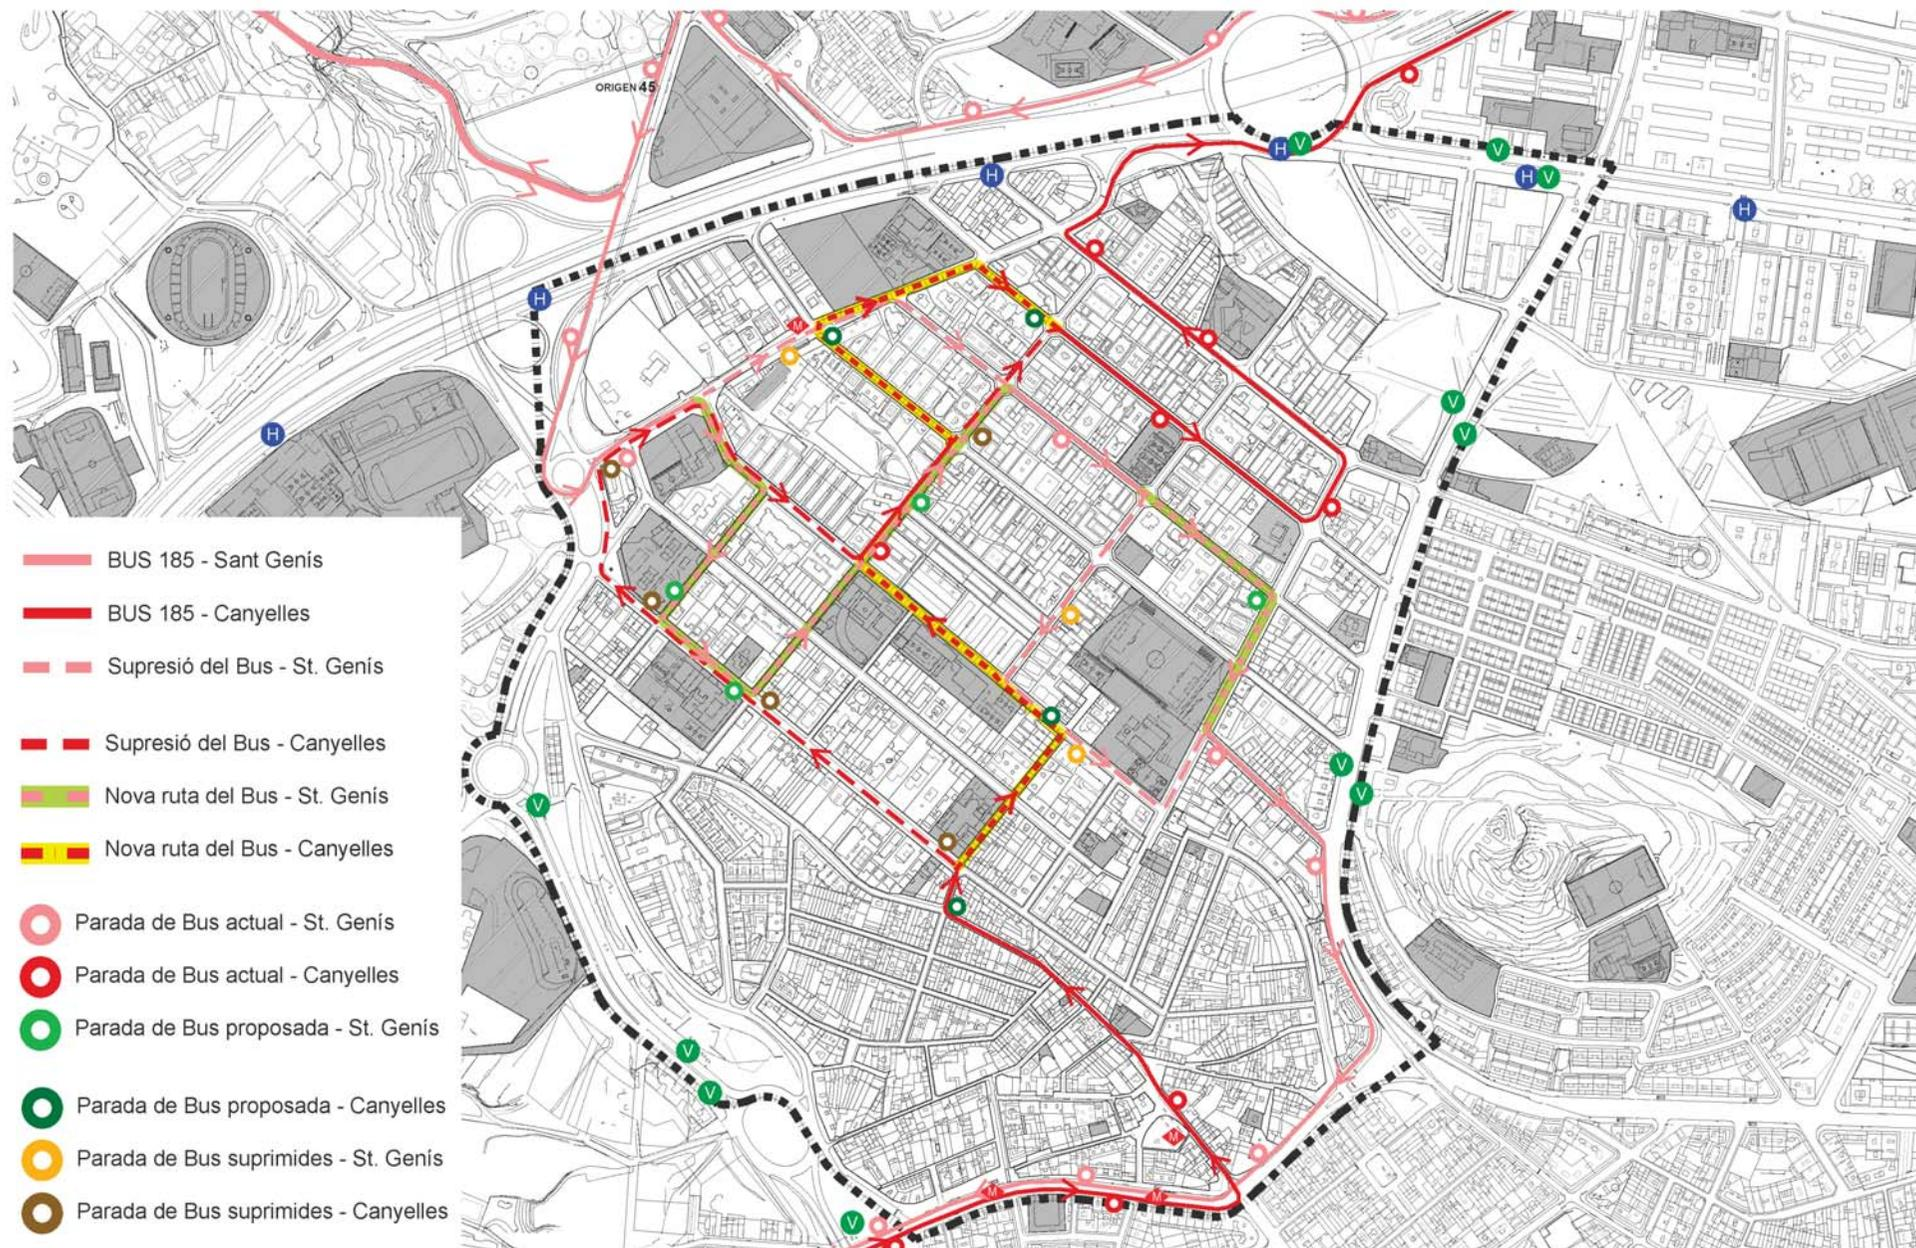 ORIGEN 45
M
H
V
V
H
V
H
H
H
H
V
V
V
V
V
V
V
V
M
M
M
BUS 185 - Sant Genís
BUS 185 - Canyelles
Supresió del Bus - St. Genís
Supresió del Bus - Canyelles
Nova ruta del Bus - St. Genís
Nova ruta del Bus - Canyelles
Parada de Bus actual - St. Genís
Parada de Bus actual - Canyelles
Parada de Bus proposada - St. Genís
Parada de Bus proposada - Canyelles
Parada de Bus suprimides - St. Genís
Parada de Bus suprimides - Canyelles